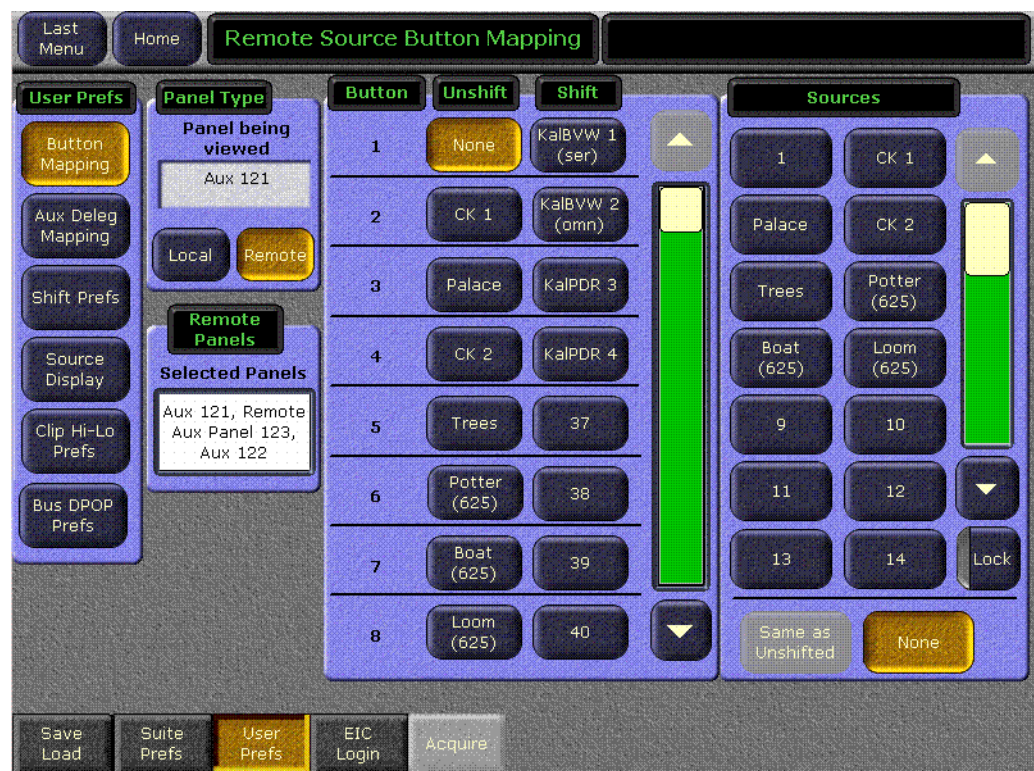 Last
Menu
Home
Remote Source Button Mapping
User Prefs
Button
Mapping
Aux Deleg
Mapping
Shift Prefs
Source
Display
Clip Hi-Lo
Prefs
Bus DPOP
Prefs
Panel Type
Panel being
viewed
Aux 121
Local
Remote
Remote
Panels
Selected Panels
Aux 121, Remote
Aux Panel 123,
Aux 122
Button
Unshift
Shift
1
None
KalBVW 1
(ser)
2
CK 1
KalBVW 2
(omn)
3
Palace
KalPDR 3
4
CK 2
KalPDR 4
5
Trees
37
6
Potter
(625)
38
7
Boat
(625)
39
8
Loom
(625)
40
Sources
1
CK 1
Palace
CK 2
Trees
Potter
(625)
Boat
(625)
Loom
(625)
9
10
11
12
13
14
Lock
Same as
Unshifted
None
Save
Load
Suite
Prefs
User
Prefs
EIC
Login
Acquire